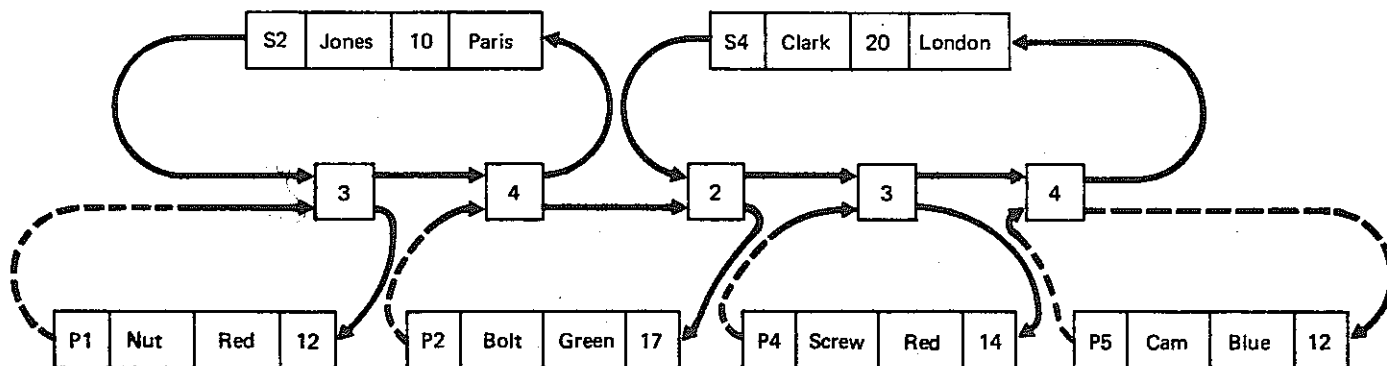 S2 Jones 10 Paris S4 Clark 20 London
3 4 2 3 4
P1 Nut Red 12 P2 Bolt Green 17 P4 Screw Red 14 P5 Cam Blue 12